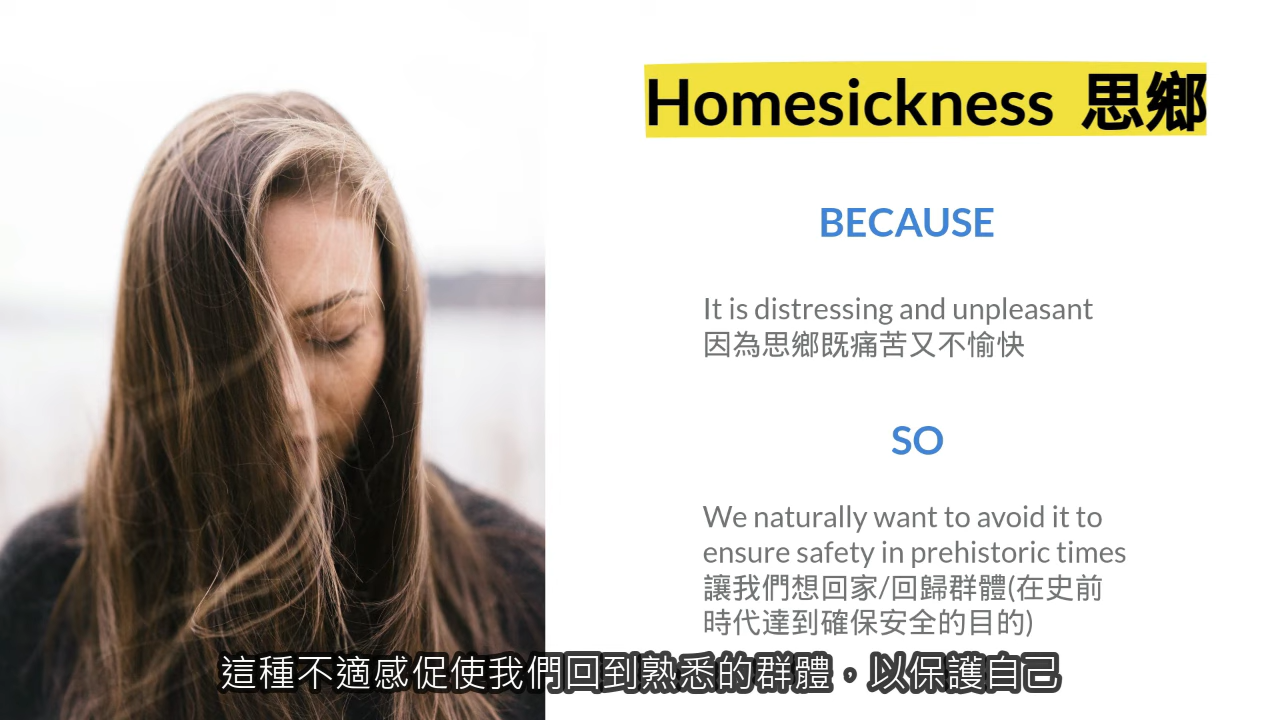 Homesickness 思鄉
BECAUSE
It is distressing and unpleasant
因為思鄉既痛苦又不愉快
SO
We naturally want to avoid it to
ensure safety in prehistoric times
讓我們想回家/回歸群體(在史前
時代達到確保安全的目的)
這種不適感促使我們回到熟悉的群體，以保護自己